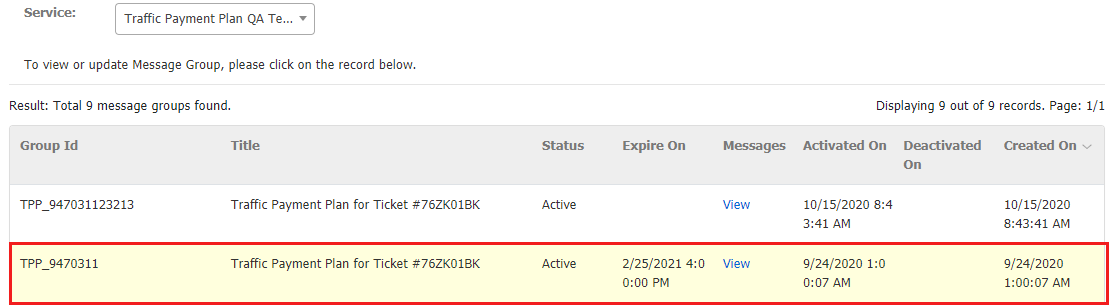 Service:
Traffic Payment Plan QA Te...
To view or update Message Group, please click on the record below.
Result: Total 9 message groups found.
Displaying 9 out of 9 records. Page: 1/1
Group Id Title Status Expire On Messages Activated On Deactivated Created On
On
TPP_947031123213 Traffic Payment Plan for Ticket #76ZK01BK Active View 10/15/2020 8:4 10/15/2020
3:41 AM 8:43:41 AM
TPP_9470311 Traffic Payment Plan for Ticket #76ZK01BK Active 2/25/2021 4:0 View 9/24/2020 1:0 9/24/2020
0:00 PM 0:07 AM 1:00:07 AM